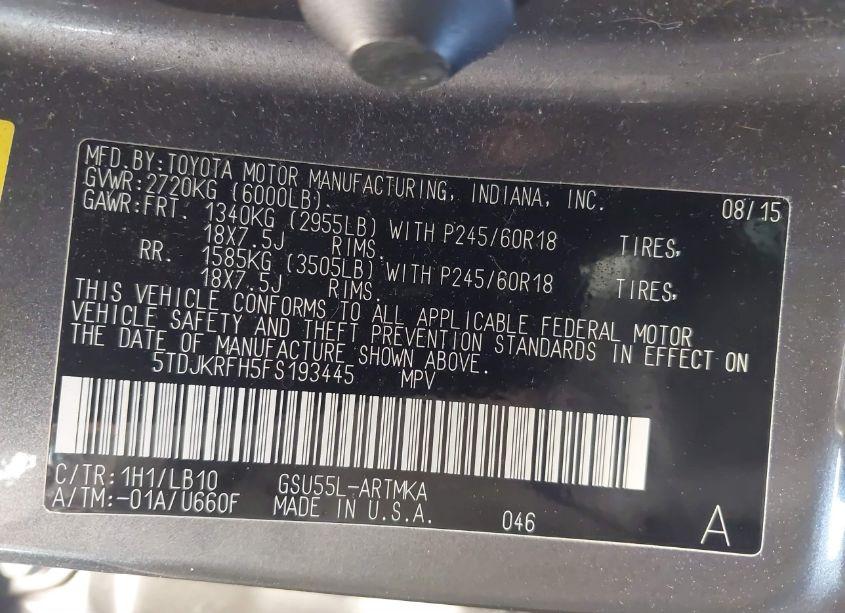 MFD.BY:TOYOTA MOTOR MANUFACTURING, INDIANA, INC. 08/15
GVWR:2720KG (6000LB).
GAWR:FRT. 1340KG (2955LB) WITH P245/60R18 TIRES,
18X7.5J RIMS.
RR. 1585KG (3505LB) WITH P245/60R18 TIRES,
18X7.5J RIMS.
THIS VEHICLE CONFORMS TO ALL APPLICABLE FEDERAL MOTOR
VEHICLE SAFETY AND THEFT PREVENTION STANDARDS IN EFFECT ON
THE DATE OF MANUFACTURE SHOWN ABOVE.
5TDJKRFH5FS193445 MPV
C/TR:1H1/LB10 GSU55L-ARTMKA
A/TM:-01A/U660F MADE IN U.S.A. 046 A